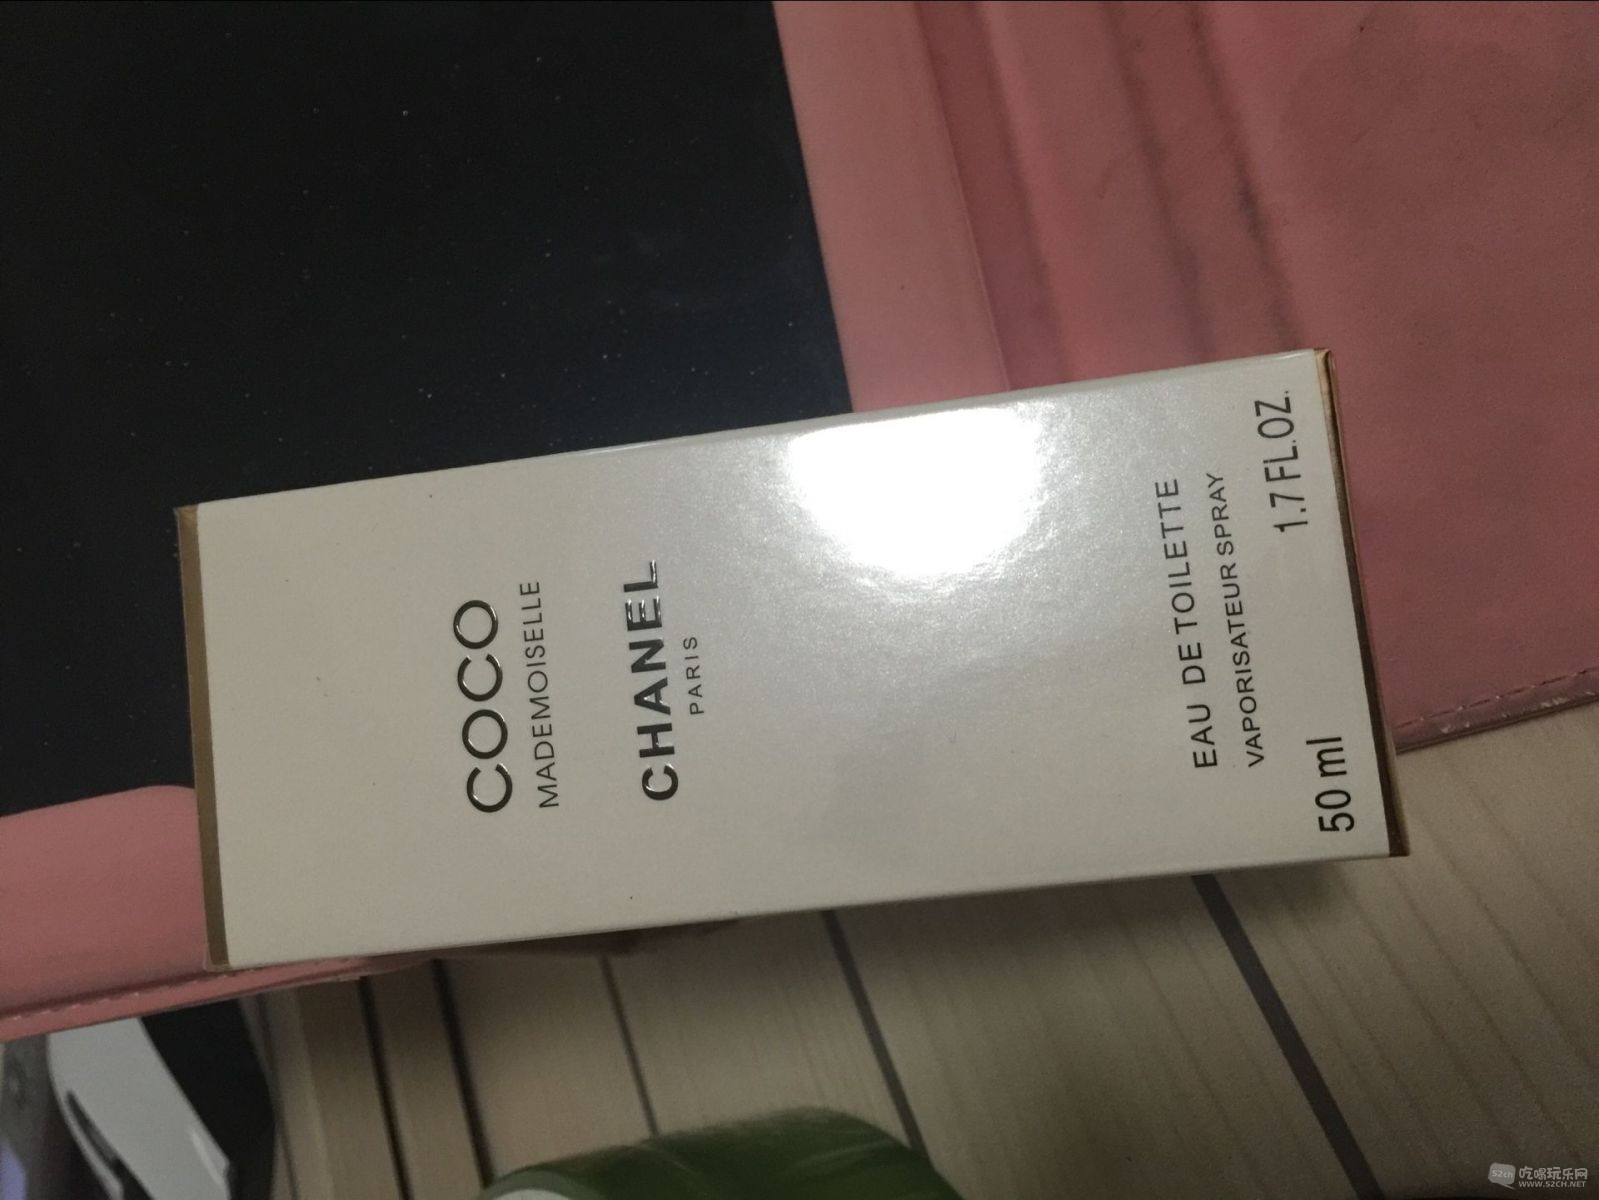 COCO
MADEMOISELLE
CHANEL
PARIS
EAU DE TOILETTE
VAPORISATEUR SPRAY
50 ml 1.7 FL.OZ.
52ch 吃喝玩乐网
WWW.52CH.NET